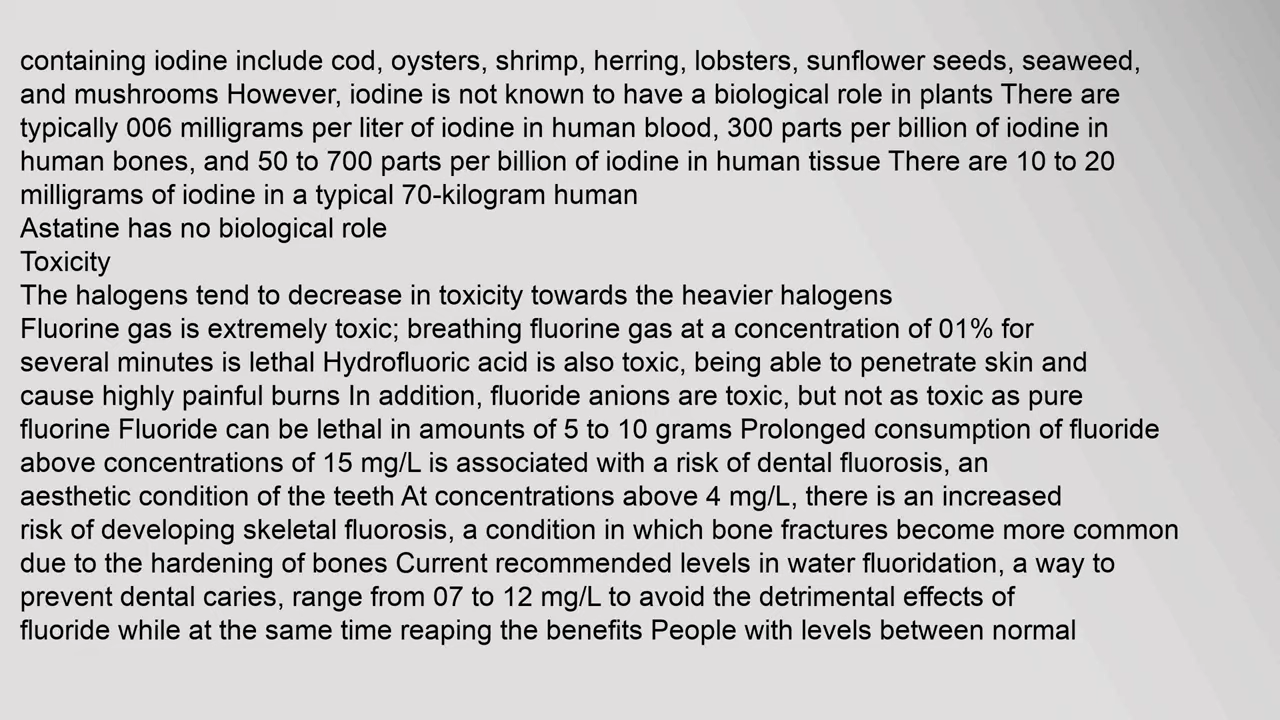 containing iodine include cod, oysters, shrimp, herring, lobsters, sunflower seeds, seaweed,
and mushrooms However, iodine is not known to have a biological role in plants There are
typically 006 milligrams per liter of iodine in human blood, 300 parts per billion of iodine in
human bones, and 50 to 700 parts per billion of iodine in human tissue There are 10 to 20
milligrams of iodine in a typical 70-kilogram human
Astatine has no biological role
Toxicity
The halogens tend to decrease in toxicity towards the heavier halogens
Fluorine gas is extremely toxic; breathing fluorine gas at a concentration of 01% for
several minutes is lethal Hydrofluoric acid is also toxic, being able to penetrate skin and
cause highly painful burns In addition, fluoride anions are toxic, but not as toxic as pure
fluorine Fluoride can be lethal in amounts of 5 to 10 grams Prolonged consumption of fluoride
above concentrations of 15 mg/L is associated with a risk of dental fluorosis, an
aesthetic condition of the teeth At concentrations above 4 mg/L, there is an increased
risk of developing skeletal fluorosis, a condition in which bone fractures become more common
due to the hardening of bones Current recommended levels in water fluoridation, a way to
prevent dental caries, range from 07 to 12 mg/L to avoid the detrimental effects of
fluoride while at the same time reaping the benefits People with levels between normal